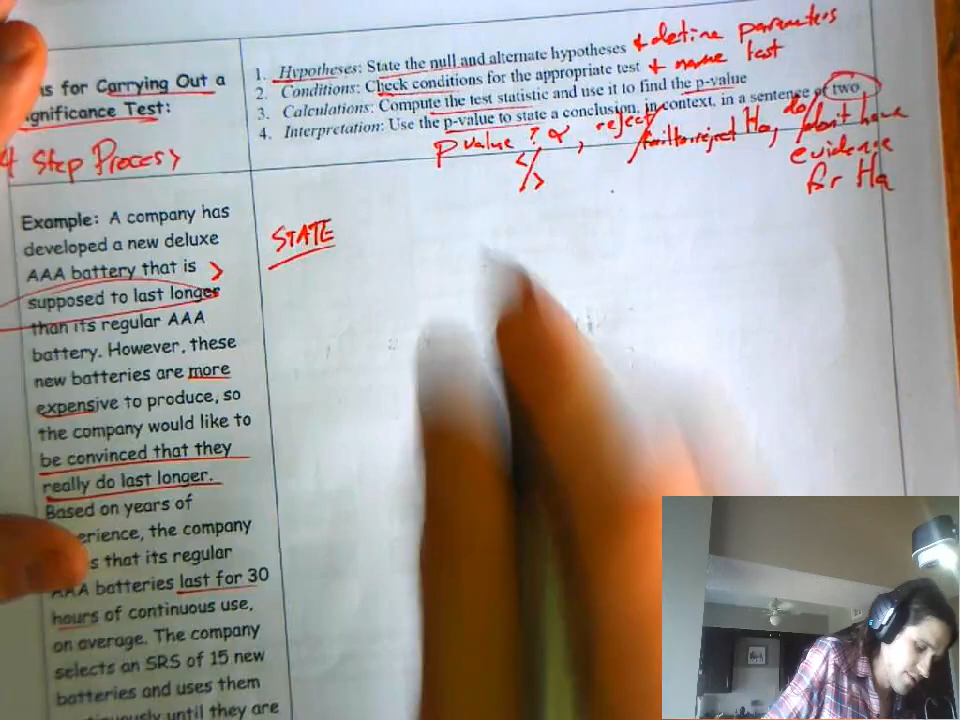 s for Carrying Out a
gnificance Test:
4 Step Process
1. Hypotheses: State the null and alternate hypotheses + define parameters
2. Conditions: Check conditions for the appropriate test + name test
3. Calculations: Compute the test statistic and use it to find the p-value
4. Interpretation: Use the p-value to state a conclusion, in context, in a sentence or two
p value ? α, reject/
fail to reject Ho, do/don't have
</>
evidence
for Ha
Example: A company has
developed a new deluxe
AAA battery that is >
supposed to last longer
than its regular AAA
battery. However, these
new batteries are more
expensive to produce, so
the company would like to
be convinced that they
really do last longer.
Based on years of
erience, the company
s that its regular
AAA batteries last for 30
hours of continuous use,
on average. The company
selects an SRS of 15 new
batteries and uses them
until they are
STATE